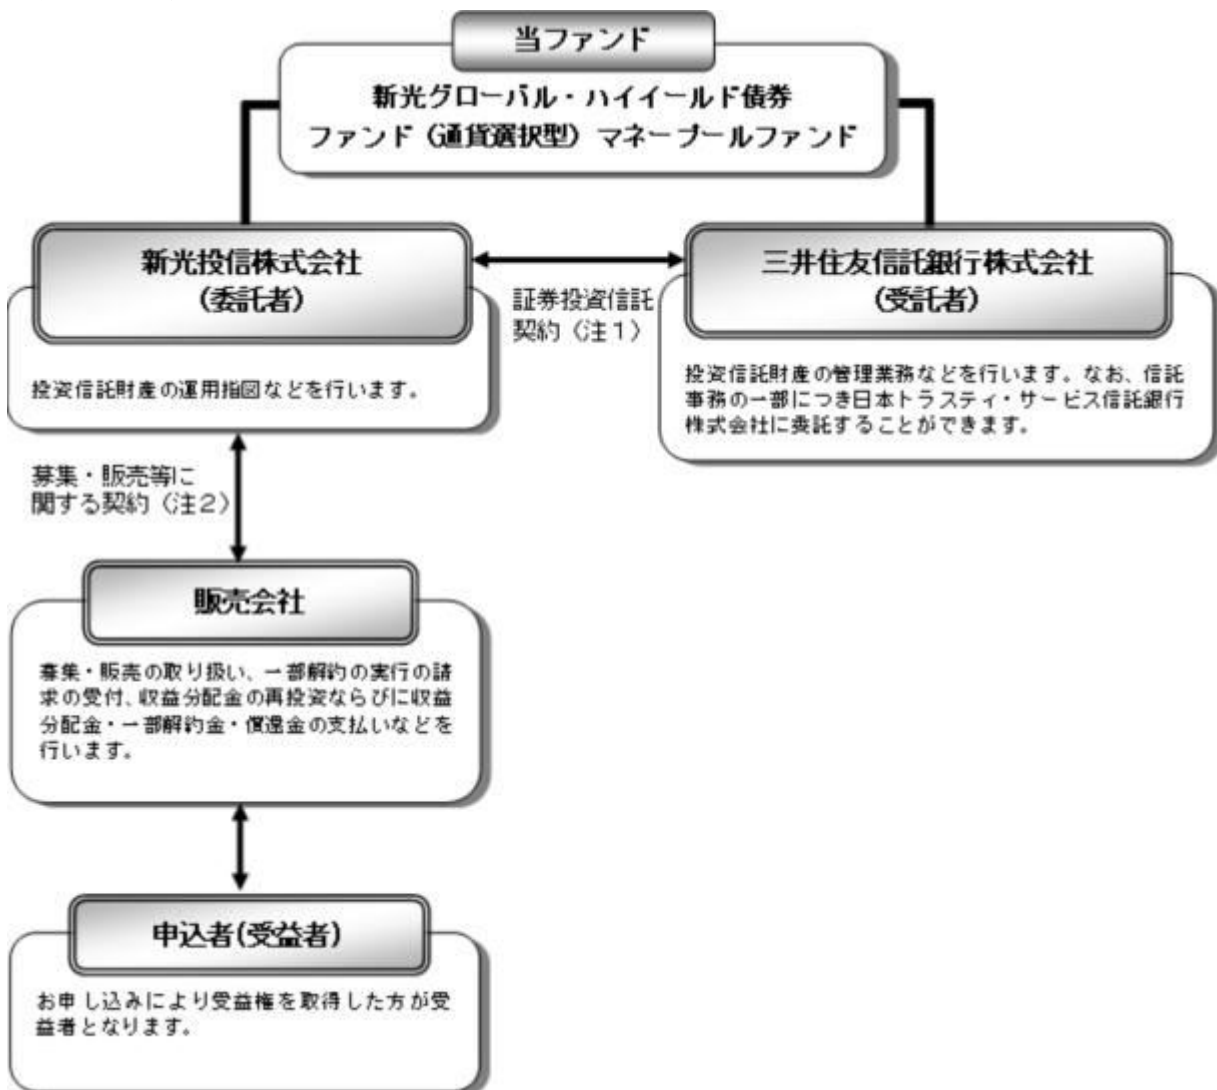 当ファンド
新光グローバル・ハイイールド債券
ファンド（通貨選択型）マネープールファンド
新光投信株式会社
（委託者）
投資信託財産の運用指図などを行います。
証券投資信託
契約（注１）
三井住友信託銀行株式会社
（受託者）
投資信託財産の管理業務などを行います。なお、信託
事務の一部につき日本トラスティ・サービス信託銀行
株式会社に委託することができます。
募集・販売等に
関する契約（注２）
販売会社
募集・販売の取り扱い、一部解約の実行の請
求の受付、収益分配金の再投資ならびに収益
分配金・一部解約金・償還金の支払いなどを
行います。
申込者(受益者)
お申し込みにより受益権を取得した方が受
益者となります。